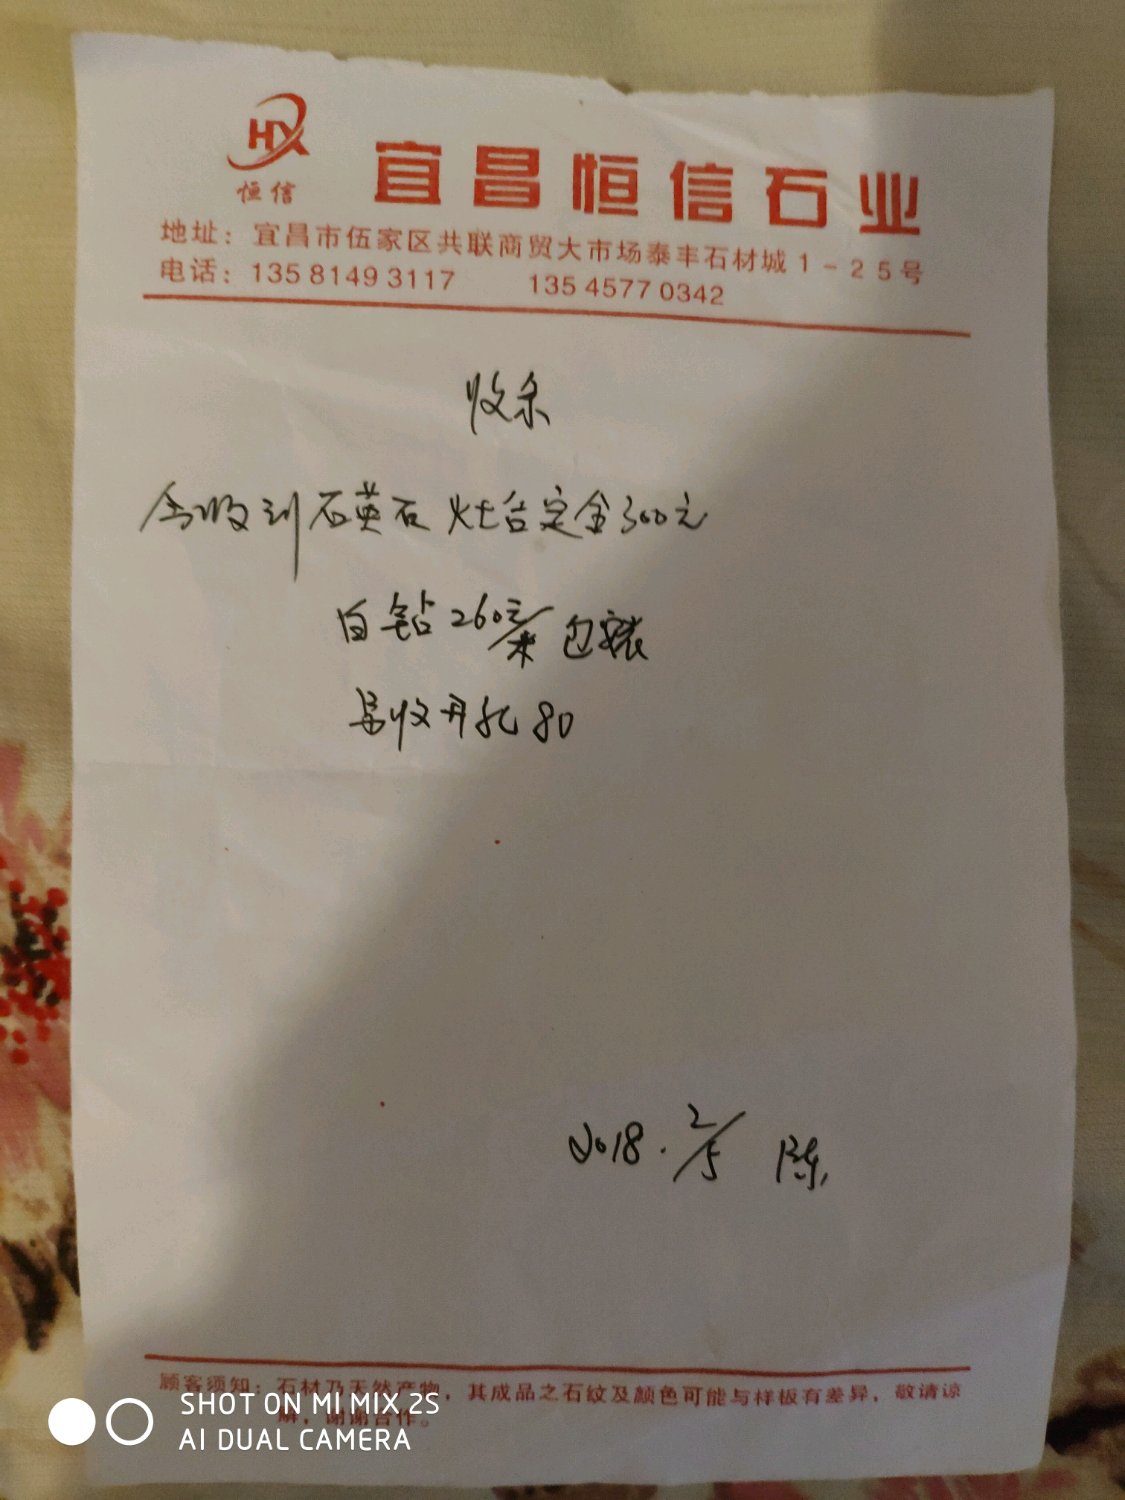 HX
恒信
宜昌恒信石业
地址：宜昌市伍家区共联商贸大市场泰丰石材城1-25号
电话：135 8149 3117 135 4577 0342
收条
今收到石英石灶台定金300元
白钻260元/米包安装
另收开孔80
2018.2/5 陈
顾客须知：石材乃天然产物，其成品之石纹及颜色可能与样板有差异，敬请谅
解，谢谢合作。
SHOT ON MI MIX 2S
AI DUAL CAMERA